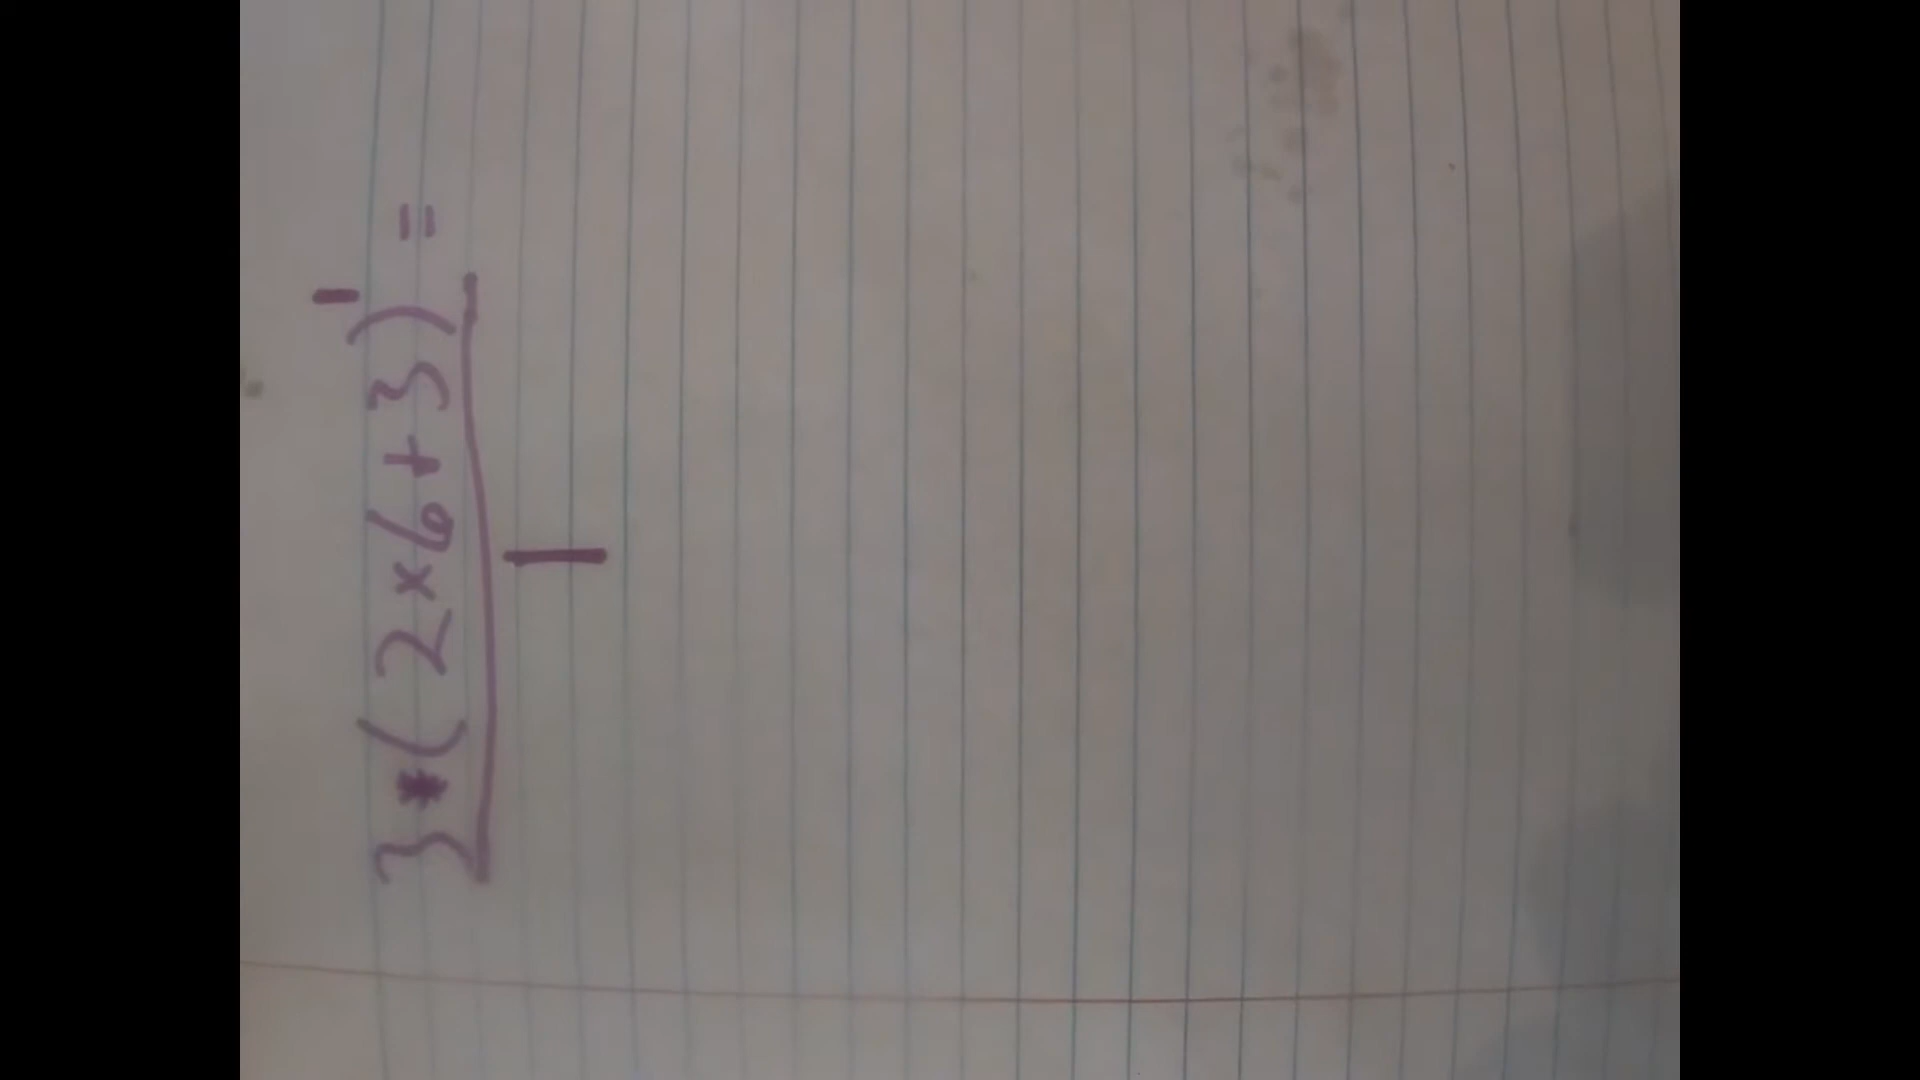 3*(2×6+3)¹ =
1